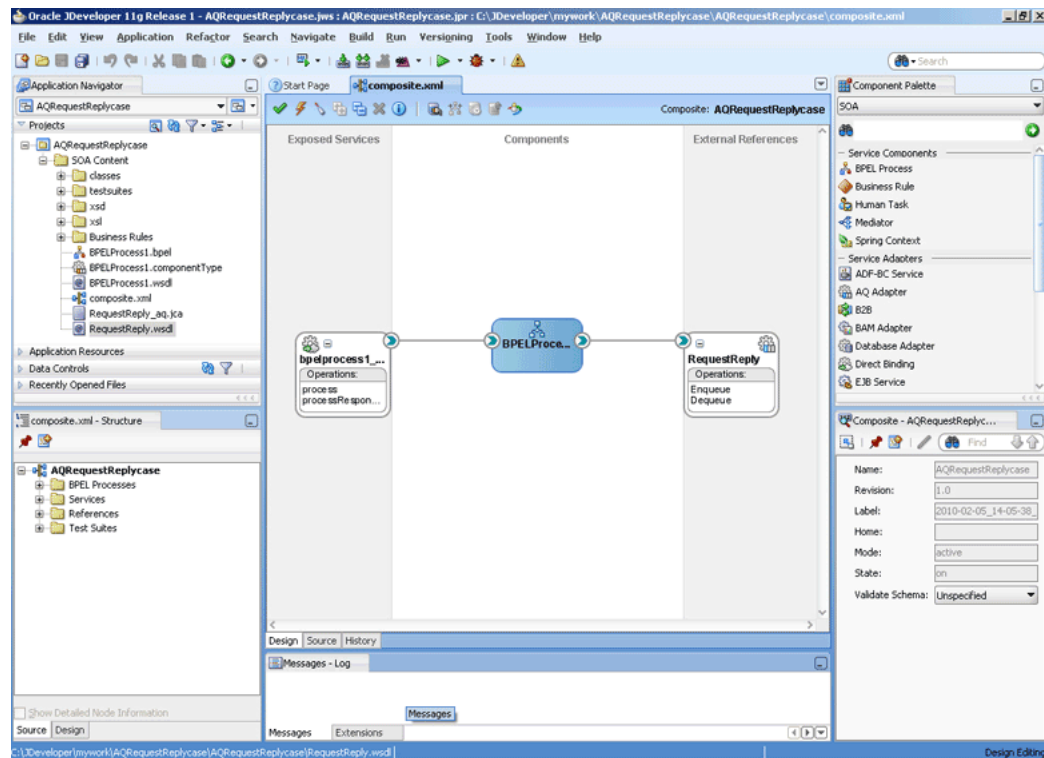 Oracle JDeveloper 11g Release 1 - AQRequestReplycase.jws : AQRequestReplycase.jpr : C:\JDeveloper\mywork\AQRequestReplycase\AQRequestReplycase\composite.xml
File Edit View Application Refactor Search Navigate Build Run Versioning Tools Window Help
Search
Application Navigator
AQRequestReplycase
Projects
AQRequestReplycase
SOA Content
classes
testsuites
xsd
xsl
Business Rules
BPELProcess1.bpel
BPELProcess1.componentType
BPELProcess1.wsdl
composite.xml
RequestReply_aq.jca
RequestReply.wsdl
Application Resources
Data Controls
Recently Opened Files
composite.xml - Structure
AQRequestReplycase
BPEL Processes
Services
References
Test Suites
Show Detailed Node Information
Source Design
Start Page composite.xml
Composite: AQRequestReplycase
Exposed Services Components External References
bpelprocess1_...
Operations:
process
processRespon...
BPELProce...
RequestReply
Operations:
Enqueue
Dequeue
Design Source History
Messages - Log
Messages
Messages Extensions
Component Palette
SOA
Service Components
BPEL Process
Business Rule
Human Task
Mediator
Spring Context
Service Adapters
ADF-BC Service
AQ Adapter
B2B
BAM Adapter
Database Adapter
Direct Binding
EJB Service
Composite - AQRequestReplyc...
Find
Name: AQRequestReplycase
Revision: 1.0
Label: 2010-02-05_14-05-38_
Home:
Mode: active
State: on
Validate Schema: Unspecified
C:\JDeveloper\mywork\AQRequestReplycase\AQRequestReplycase\RequestReply.wsdl
Design Editing